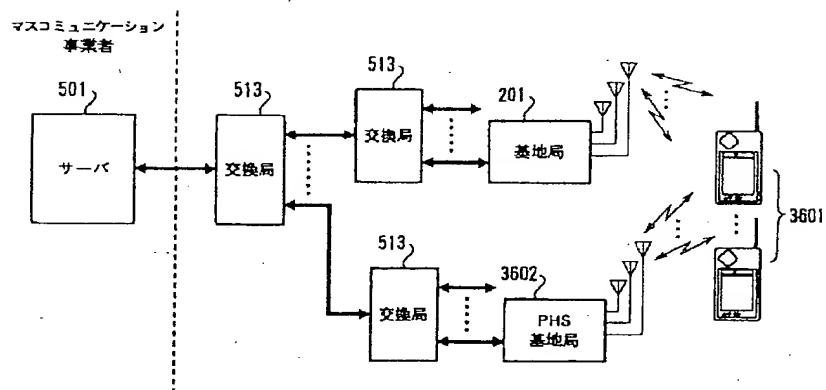 マスコミュニケーション
事業者
501
サーバ
513
交換局
513
交換局
201
基地局
3601
513
交換局
3602
PHS
基地局